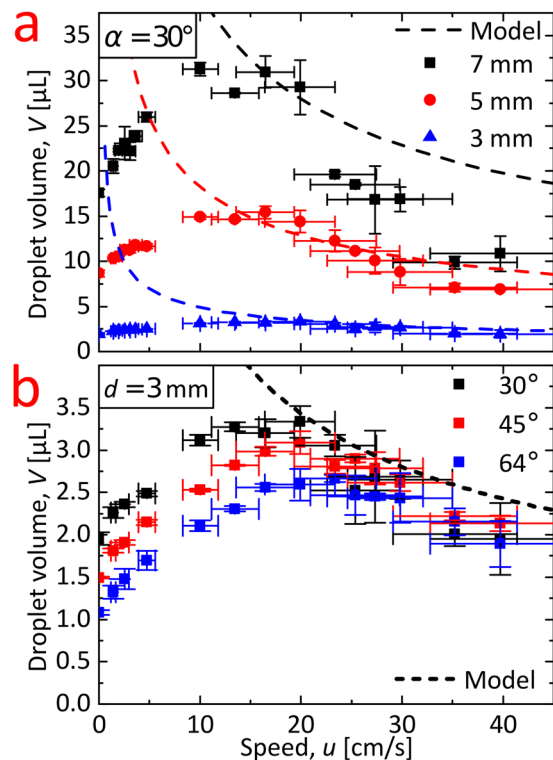 a
α = 30°
Model
7 mm
5 mm
3 mm
Droplet volume, V [µL]
35
30
25
20
15
10
5
0
b
d = 3 mm
30°
45°
64°
Model
Droplet volume, V [µL]
3.5
3.0
2.5
2.0
1.5
1.0
0.5
0.0
0 10 20 30 40
Speed, u [cm/s]